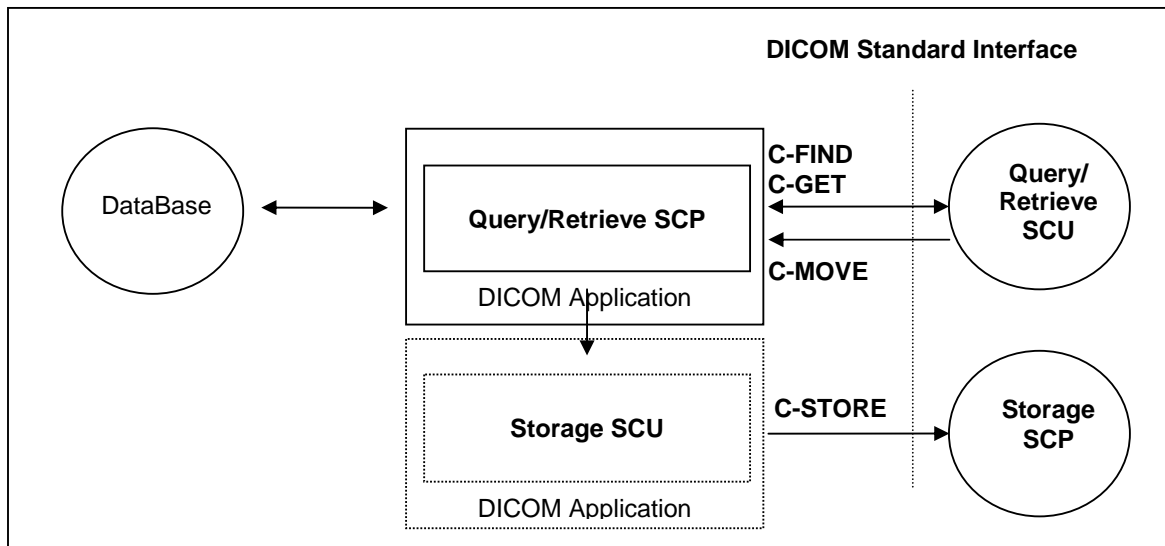 DICOM Standard Interface
DataBase
Query/Retrieve SCP
DICOM Application
C-FIND
C-GET
C-MOVE
Query/
Retrieve
SCU
Storage SCU
DICOM Application
C-STORE
Storage
SCP